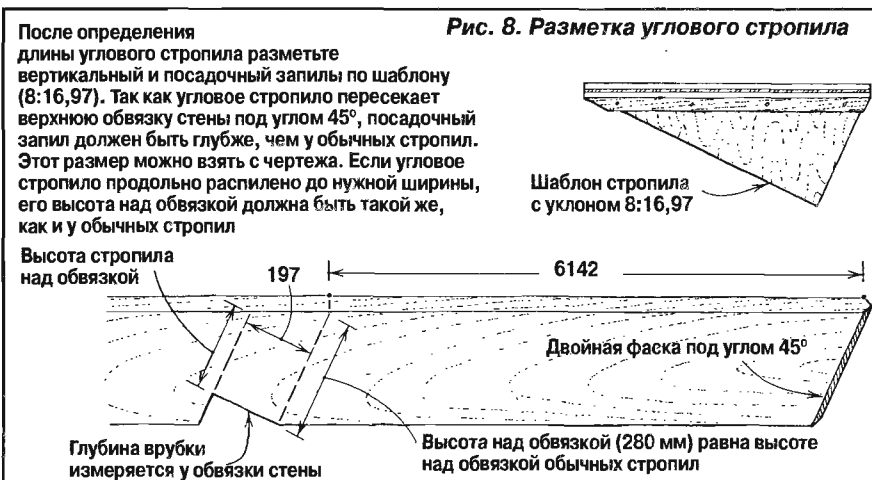 Рис. 8. Разметка углового стропила
После определения
длины углового стропила разметьте
вертикальный и посадочный запилы по шаблону
(8:16,97). Так как угловое стропило пересекает
верхнюю обвязку стены под углом 45°, посадочный
запил должен быть глубже, чем у обычных стропил.
Этот размер можно взять с чертежа. Если угловое
стропило продольно распилено до нужной ширины,
его высота над обвязкой должна быть такой же,
как и у обычных стропил
Шаблон стропила
с уклоном 8:16,97
Высота стропила
над обвязкой
197
6142
Двойная фаска под углом 45°
Глубина врубки
измеряется у обвязки стены
Высота над обвязкой (280 мм) равна высоте
над обвязкой обычных стропил